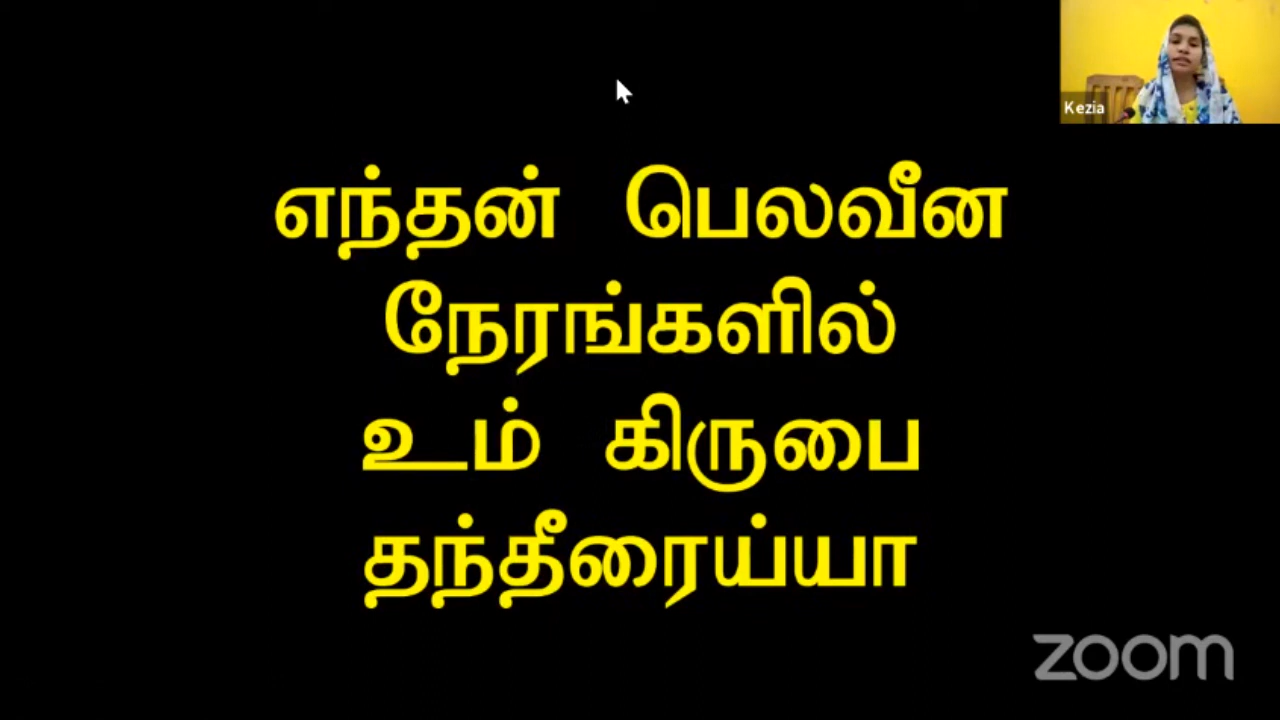 Kezia
எந்தன் பெலவீன
நேரங்களில்
உம் கிருபை
தந்தீரைய்யா
zoom